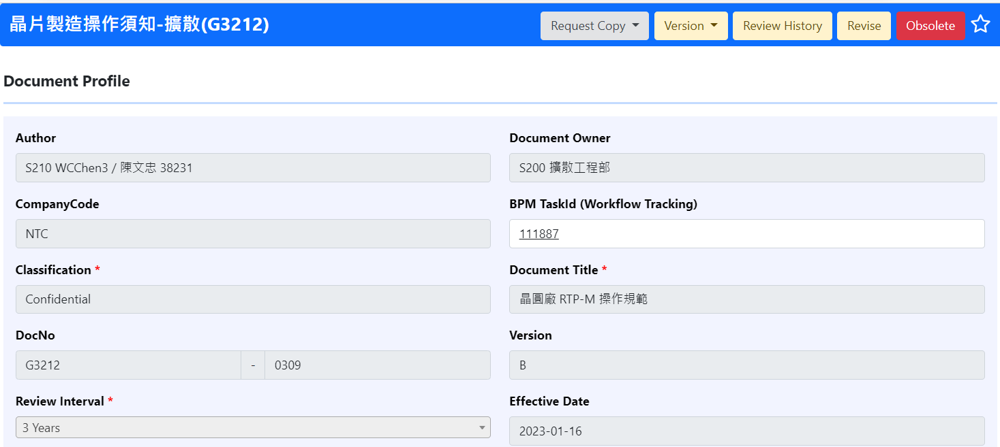 晶片製造操作須知-擴散(G3212)
Request Copy
Version
Review History
Revise
Obsolete
Document Profile
Author
Document Owner
S210 WCChen3 / 陳文忠 38231
S200 擴散工程部
CompanyCode
BPM TaskId (Workflow Tracking)
NTC
111887
Classification *
Document Title *
Confidential
晶圓廠 RTP-M 操作規範
DocNo
Version
G3212 - 0309
B
Review Interval *
Effective Date
3 Years
2023-01-16